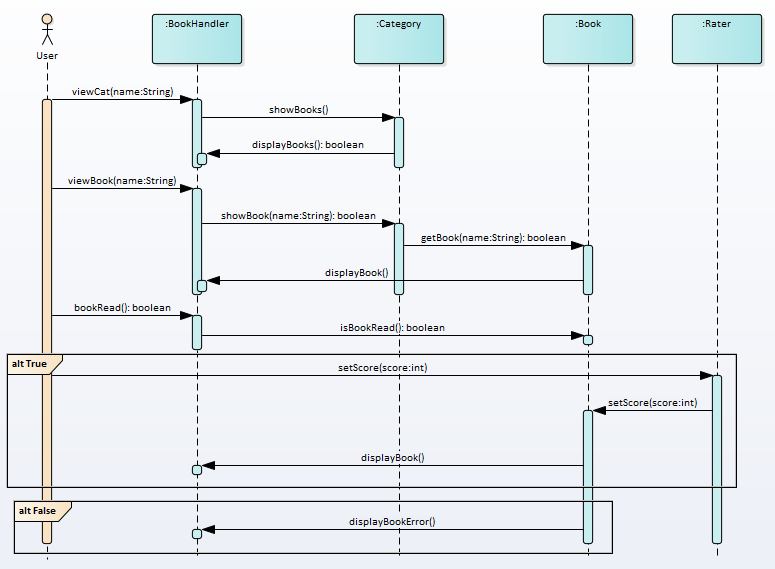 :BookHandler
:Category
:Book
:Rater
User
viewCat(name:String)
showBooks()
displayBooks(): boolean
viewBook(name:String)
showBook(name:String): boolean
getBook(name:String): boolean
displayBook()
bookRead(): boolean
isBookRead(): boolean
alt True
setScore(score:int)
setScore(score:int)
displayBook()
alt False
displayBookError()